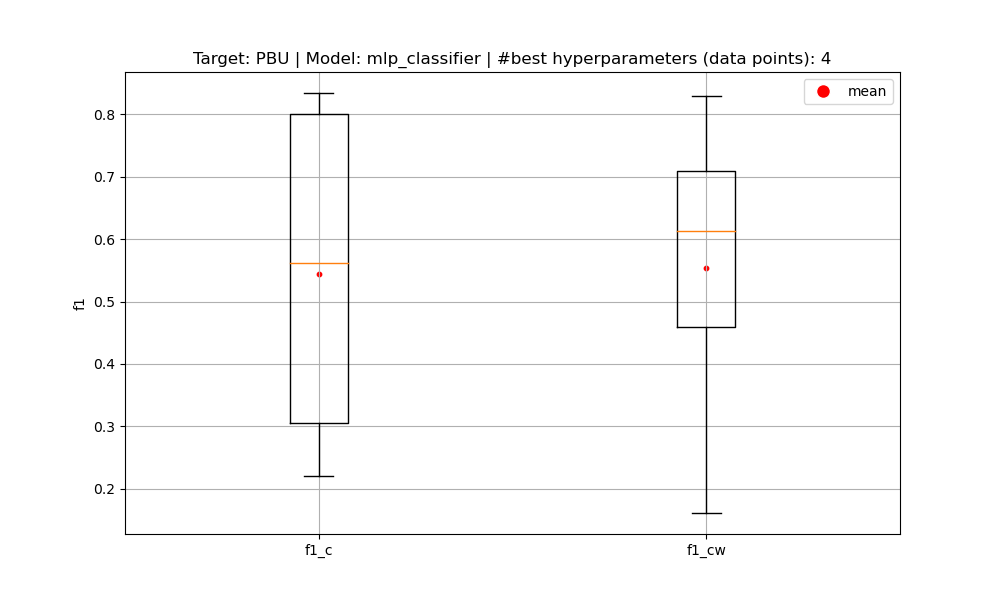 Target: PBU | Model: mlp_classifier | #best hyperparameters (data points): 4
mean
0.8
0.7
0.6
0.5
0.4
0.3
0.2
f1
f1_c
f1_cw